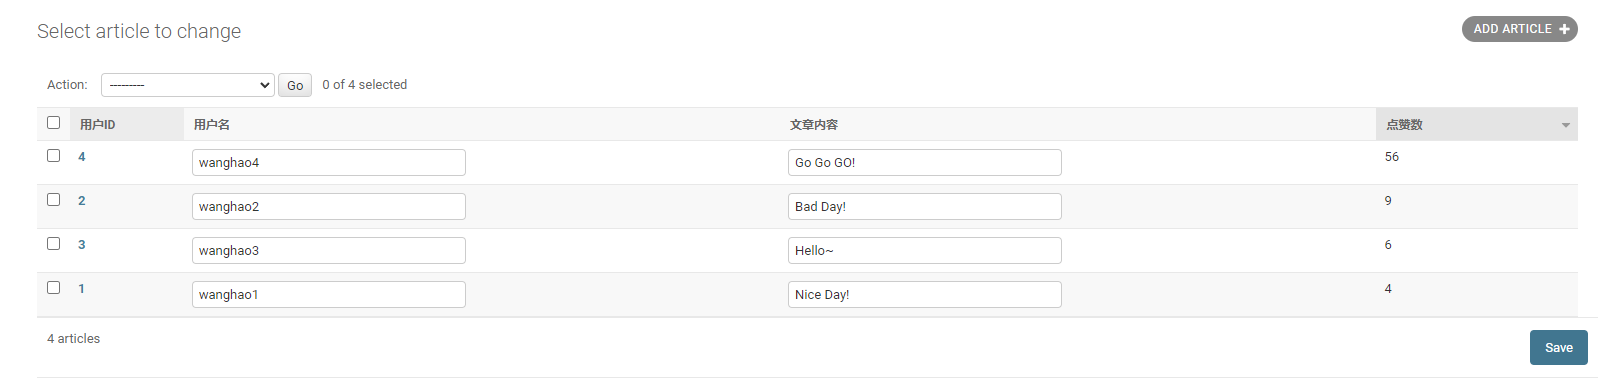 Select article to change
ADD ARTICLE +
Action: --------- Go 0 of 4 selected
用户ID 用户名 文章内容 点赞数
4 wanghao4 Go Go GO! 56
2 wanghao2 Bad Day! 9
3 wanghao3 Hello~ 6
1 wanghao1 Nice Day! 4
4 articles
Save